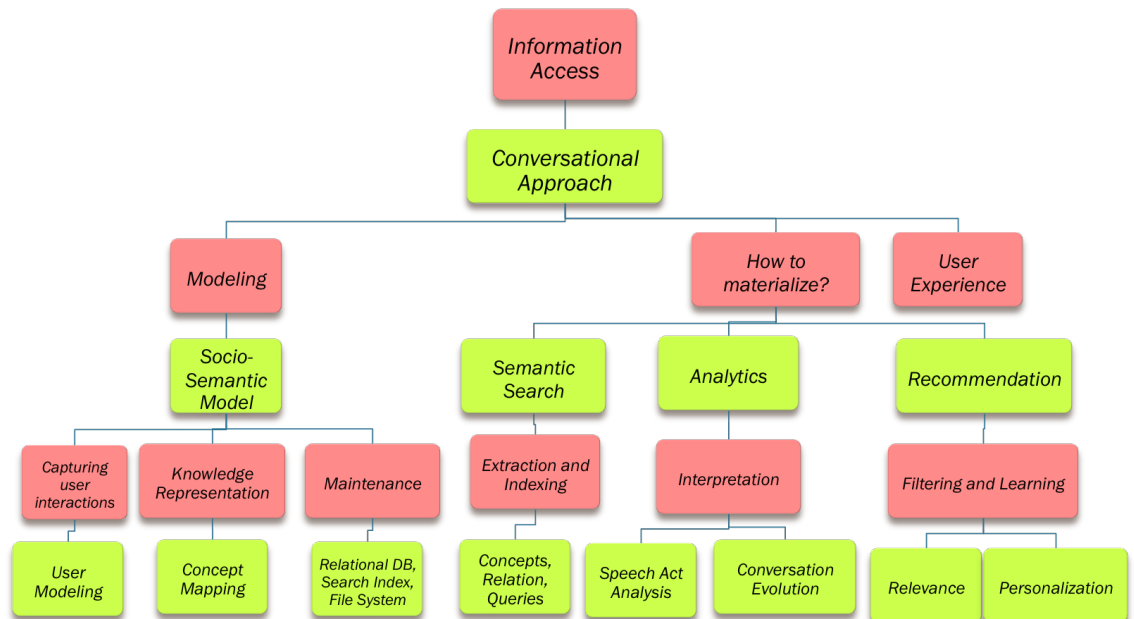 Information
Access
Conversational
Approach
Modeling
How to
materialize?
User
Experience
Socio-
Semantic
Model
Semantic
Search
Analytics
Recommendation
Capturing
user
interactions
Knowledge
Representation
Maintenance
Extraction and
Indexing
Interpretation
Filtering and Learning
User
Modeling
Concept
Mapping
Relational DB,
Search Index,
File System
Concepts,
Relation,
Queries
Speech Act
Analysis
Conversation
Evolution
Relevance
Personalization